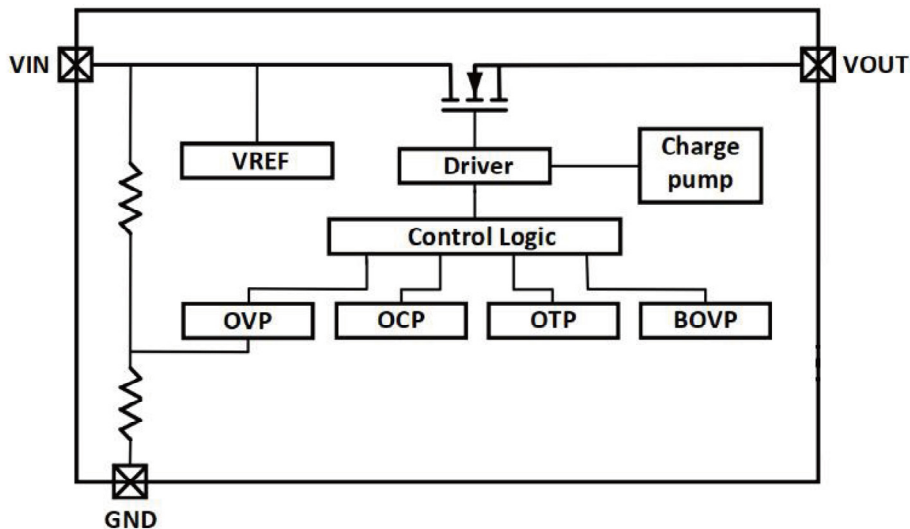 VIN
VOUT
VREF
Driver
Charge
pump
Control Logic
OVP
OCP
OTP
BOVP
GND